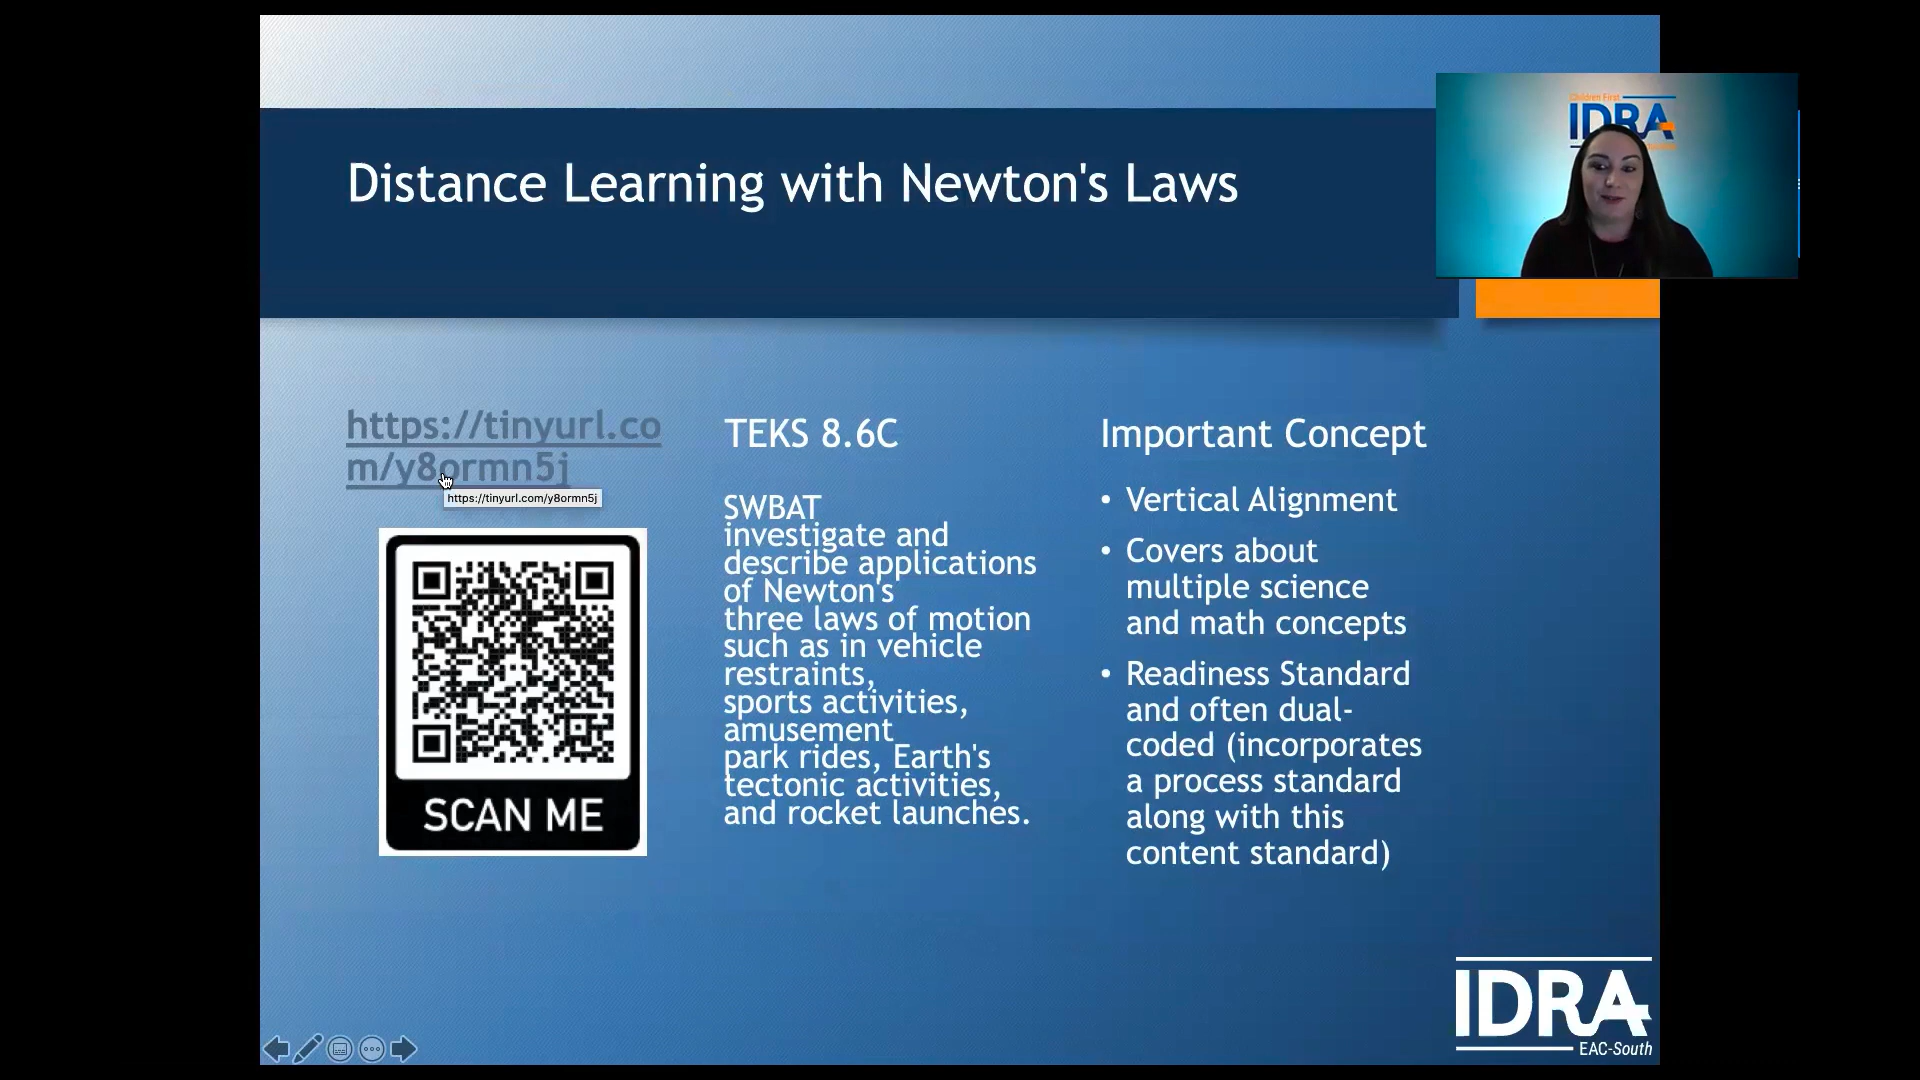 Distance Learning with Newton's Laws
Children First
IDRA
https://tinyurl.co
m/y8ormn5j
https://tinyurl.com/y8ormn5j
SCAN ME
TEKS 8.6C
SWBAT
investigate and
describe applications
of Newton's
three laws of motion
such as in vehicle
restraints,
sports activities,
amusement
park rides, Earth's
tectonic activities,
and rocket launches.
Important Concept
• Vertical Alignment
• Covers about
multiple science
and math concepts
• Readiness Standard
and often dual-
coded (incorporates
a process standard
along with this
content standard)
IDRA
EAC-South